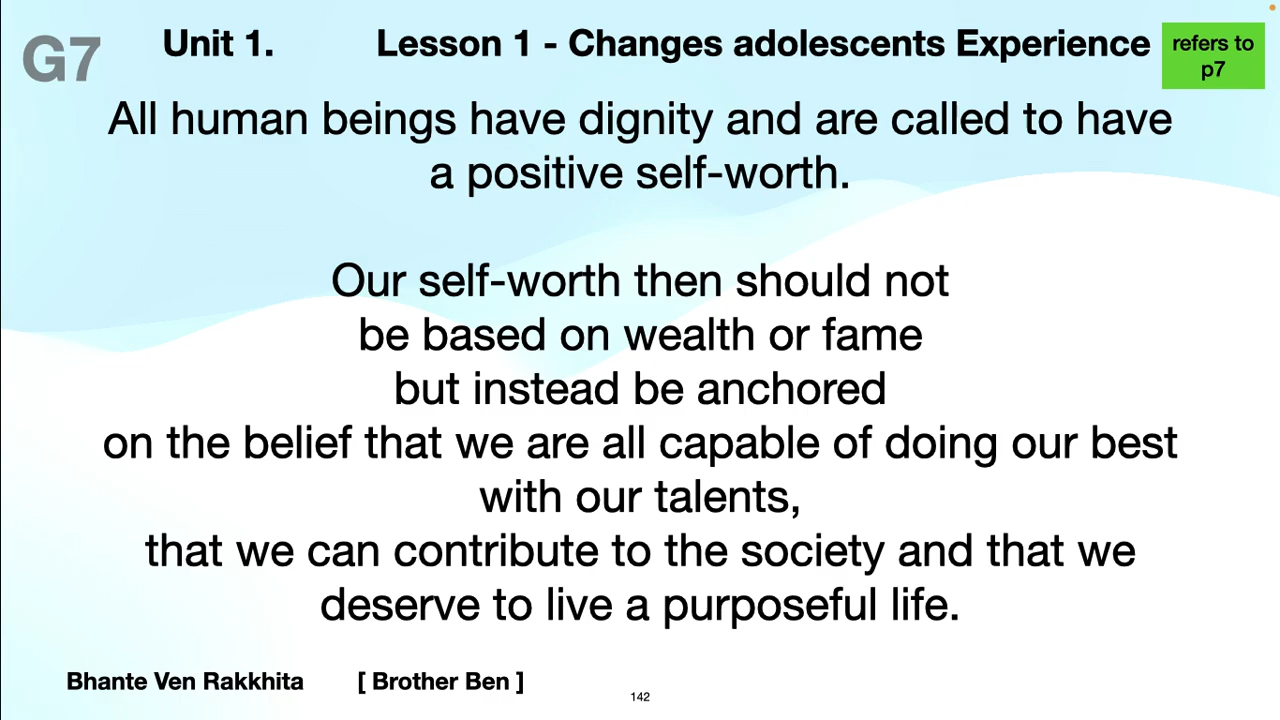 G7 Unit 1. Lesson 1 - Changes adolescents Experience
refers to
p7
All human beings have dignity and are called to have
a positive self-worth.
Our self-worth then should not
be based on wealth or fame
but instead be anchored
on the belief that we are all capable of doing our best
with our talents,
that we can contribute to the society and that we
deserve to live a purposeful life.
Bhante Ven Rakkhita [ Brother Ben ]
142